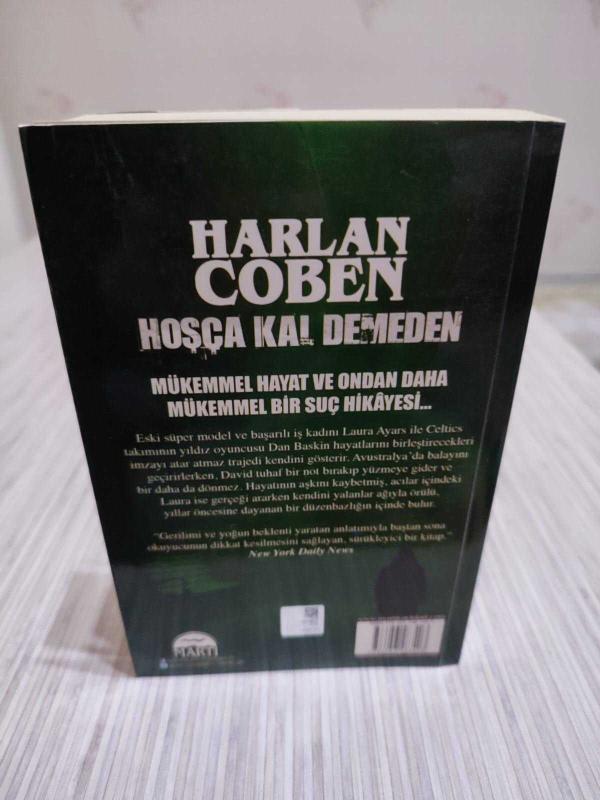 HARLAN
COBEN
HOŞÇA KAL DEMEDEN
MÜKEMMEL HAYAT VE ONDAN DAHA
MÜKEMMEL BİR SUÇ HİKÂYESİ...
Eski süper model ve başarılı iş kadını Laura Ayars ile Celtics
takımının yıldız oyuncusu Dan Baskin hayatlarını birleştirecekleri
imzayı atar atmaz trajedi kendini gösterir. Avustralya'da balayını
geçirirlerken, David tuhaf bir not bırakıp yüzmeye gider ve
bir daha da dönmez. Hayatının aşkını kaybetmiş, acılar içindeki
Laura ise gerçeği ararken kendini yalanlar ağıyla örülü,
yıllar öncesine dayanan bir düzenbazlığın içinde bulur.
"Gerilimi ve yoğun beklenti yaratan anlatımıyla baştan sona
okuyucunun dikkat kesilmesini sağlayan, sürükleyici bir kitap."
New York Daily News
MARTI